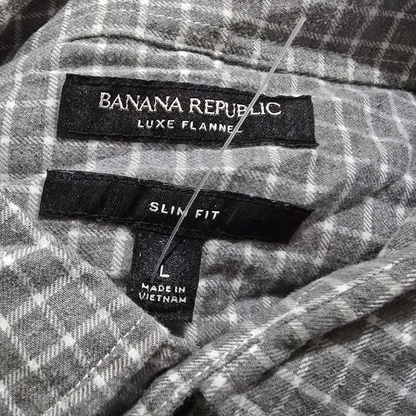 BANANA REPUBLIC
LUXE FLANNEL
SLIM FIT
L
MADE IN
VIETNAM